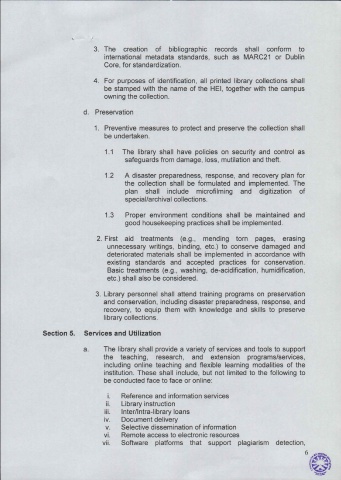 3. The creation of bibliographic records shall conform to
international metadata standards, such as MARC21 or Dublin
Core, for standardization.
4. For purposes of identification, all printed library collections shall
be stamped with the name of the HEI, together with the campus
owning the collection.
d. Preservation
1. Preventive measures to protect and preserve the collection shall
be undertaken.
1.1 The library shall have policies on security and control as
safeguards from damage, loss, mutilation and theft.
1.2 A disaster preparedness, response, and recovery plan for
the collection shall be formulated and implemented. The
plan shall include microfilming and digitization of
special/archival collections.
1.3 Proper environment conditions shall be maintained and
good housekeeping practices shall be implemented.
2. First aid treatments (e.g., mending torn pages, erasing
unnecessary writings, binding, etc.) to conserve damaged and
deteriorated materials shall be implemented in accordance with
existing standards and accepted practices for conservation.
Basic treatments (e.g., washing, de-acidification, humidification,
etc.) shall also be considered.
3. Library personnel shall attend training programs on preservation
and conservation, including disaster preparedness, response, and
recovery, to equip them with knowledge and skills to preserve
library collections.
Section 5. Services and Utilization
a. The library shall provide a variety of services and tools to support
the teaching, research, and extension programs/services,
including online teaching and flexible learning modalities of the
institution. These shall include, but not limited to the following to
be conducted face to face or online:
i. Reference and information services
ii. Library instruction
iii. Inter/Intra-library loans
iv. Document delivery
v. Selective dissemination of information
vi. Remote access to electronic resources
vii. Software platforms that support plagiarism detection,
6